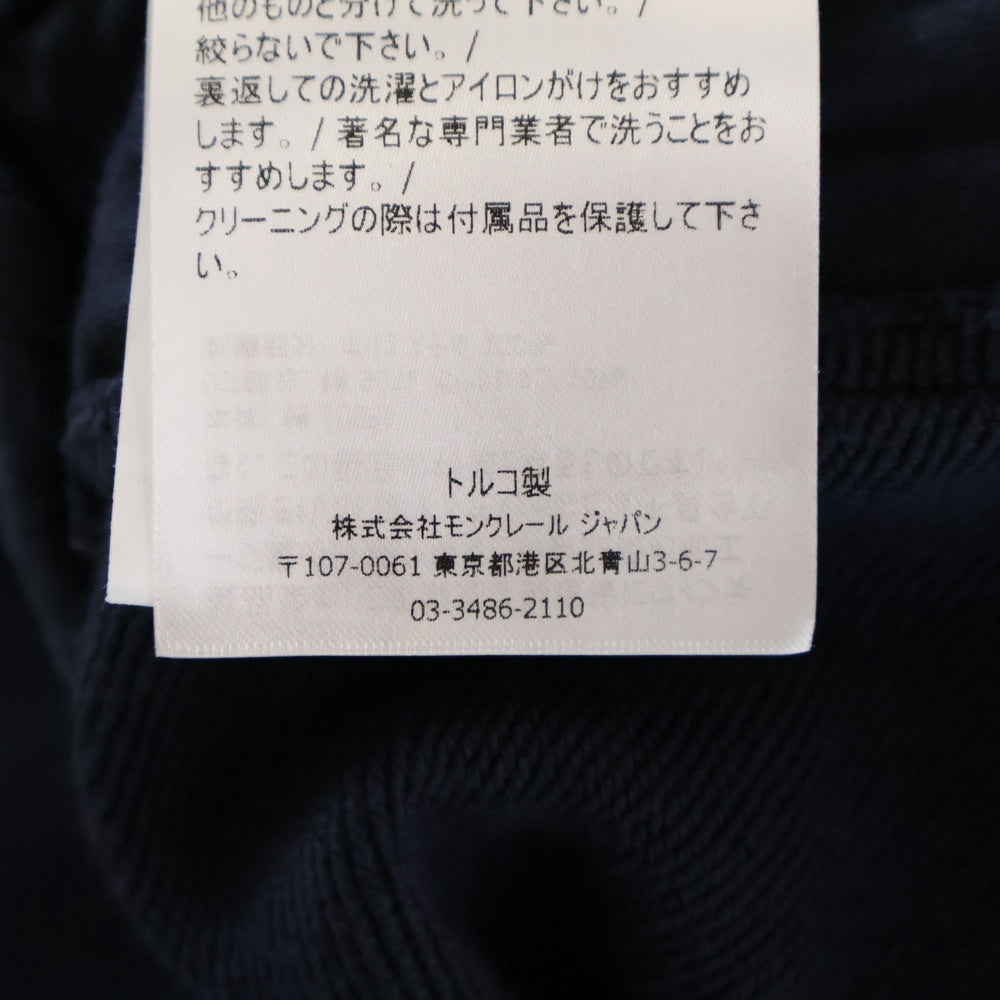 他のものと分けて洗って下さい。/
絞らないで下さい。/
裏返しての洗濯とアイロンがけをおすすめ
します。/ 著名な専門業者で洗うことをお
すすめします。/
クリーニングの際は付属品を保護して下さ
い。
トルコ製
株式会社モンクレール ジャパン
〒107-0061 東京都港区北青山3-6-7
03-3486-2110